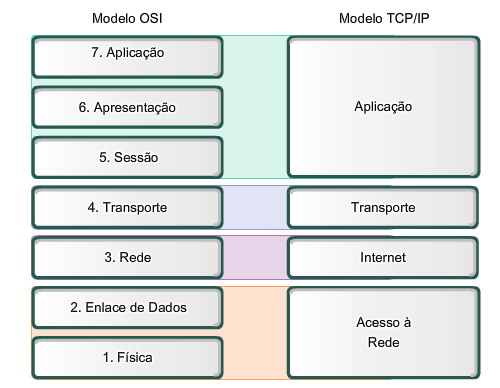 Modelo OSI
Modelo TCP/IP
7. Aplicação
6. Apresentação
5. Sessão
4. Transporte
3. Rede
2. Enlace de Dados
1. Física
Aplicação
Transporte
Internet
Acesso à
Rede